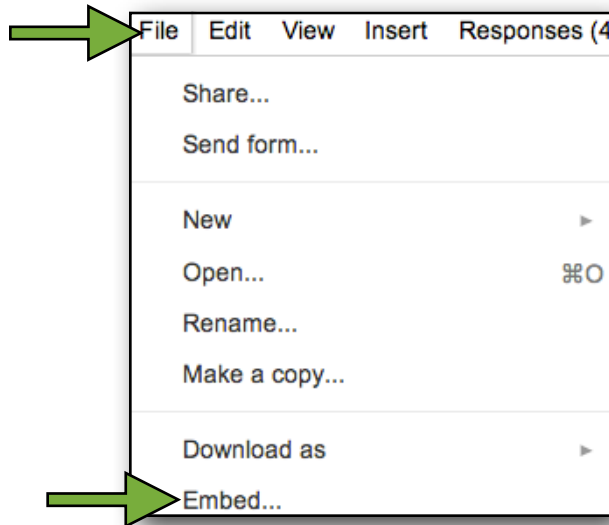 File Edit View Insert Responses (4
Share...
Send form...
New ►
Open... ⌘O
Rename...
Make a copy...
Download as ►
Embed...